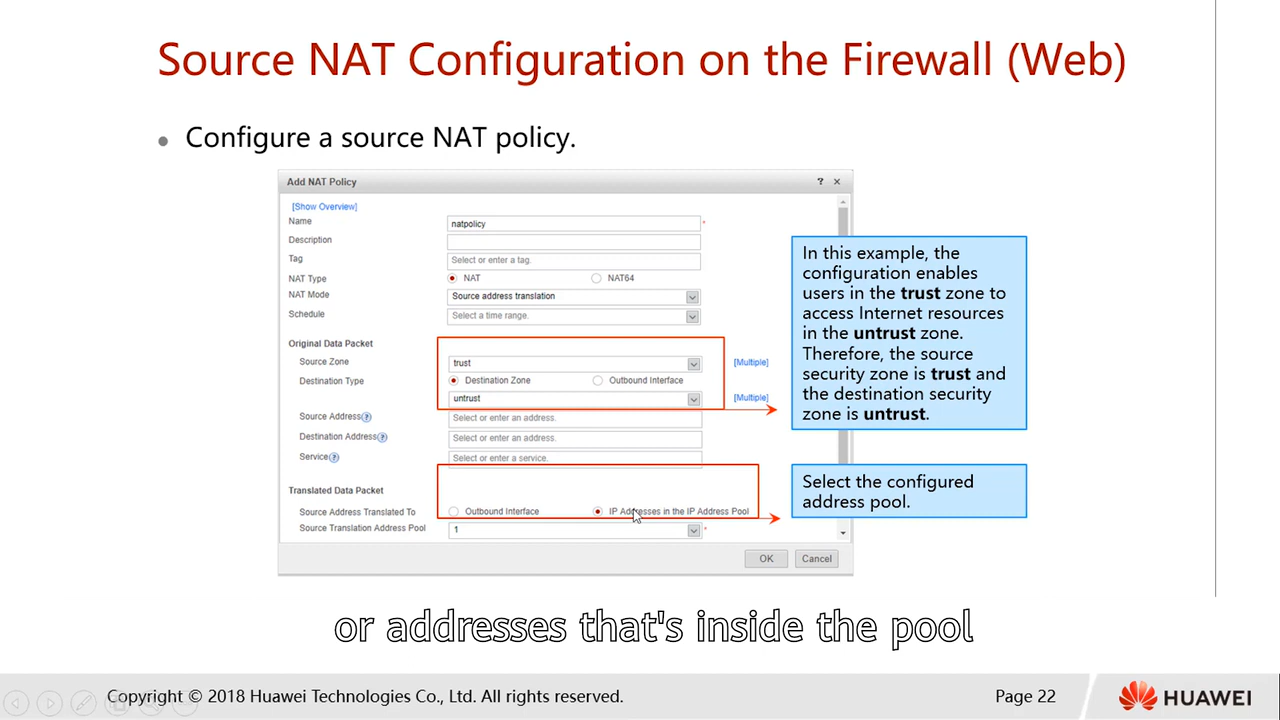 Source NAT Configuration on the Firewall (Web)
• Configure a source NAT policy.
Add NAT Policy ? ×
[Show Overview]
Name natpolicy *
Description
Tag Select or enter a tag.
NAT Type NAT NAT64
NAT Mode Source address translation
Schedule Select a time range.
Original Data Packet
Source Zone trust [Multiple]
Destination Type Destination Zone Outbound Interface
untrust [Multiple]
Source Address ? Select or enter an address.
Destination Address ? Select or enter an address.
Service ? Select or enter a service.
Translated Data Packet
Source Address Translated To Outbound Interface IP Addresses in the IP Address Pool
Source Translation Address Pool 1 *
OK Cancel
In this example, the
configuration enables
users in the trust zone to
access Internet resources
in the untrust zone.
Therefore, the source
security zone is trust and
the destination security
zone is untrust.
Select the configured
address pool.
or addresses that's inside the pool
Copyright © 2018 Huawei Technologies Co., Ltd. All rights reserved. Page 22 HUAWEI